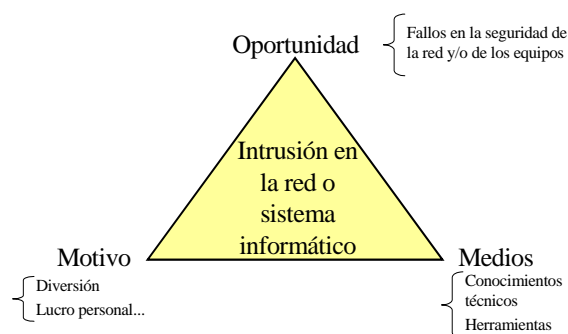 Oportunidad
Fallos en la seguridad de
la red y/o de los equipos
Intrusión en
la red o
sistema
informático
Motivo
Diversión
Lucro personal...
Medios
Conocimientos
técnicos
Herramientas